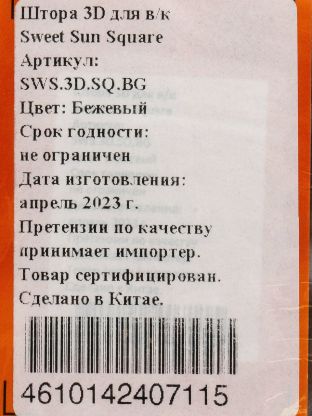 Штора 3D для в/к
Sweet Sun Square
Артикул:
SWS.3D.SQ.BG
Цвет: Бежевый
Срок годности:
не ограничен
Дата изготовления:
апрель 2023 г.
Претензии по качеству
принимает импортер.
Товар сертифицирован.
Сделано в Китае.
4610142407115